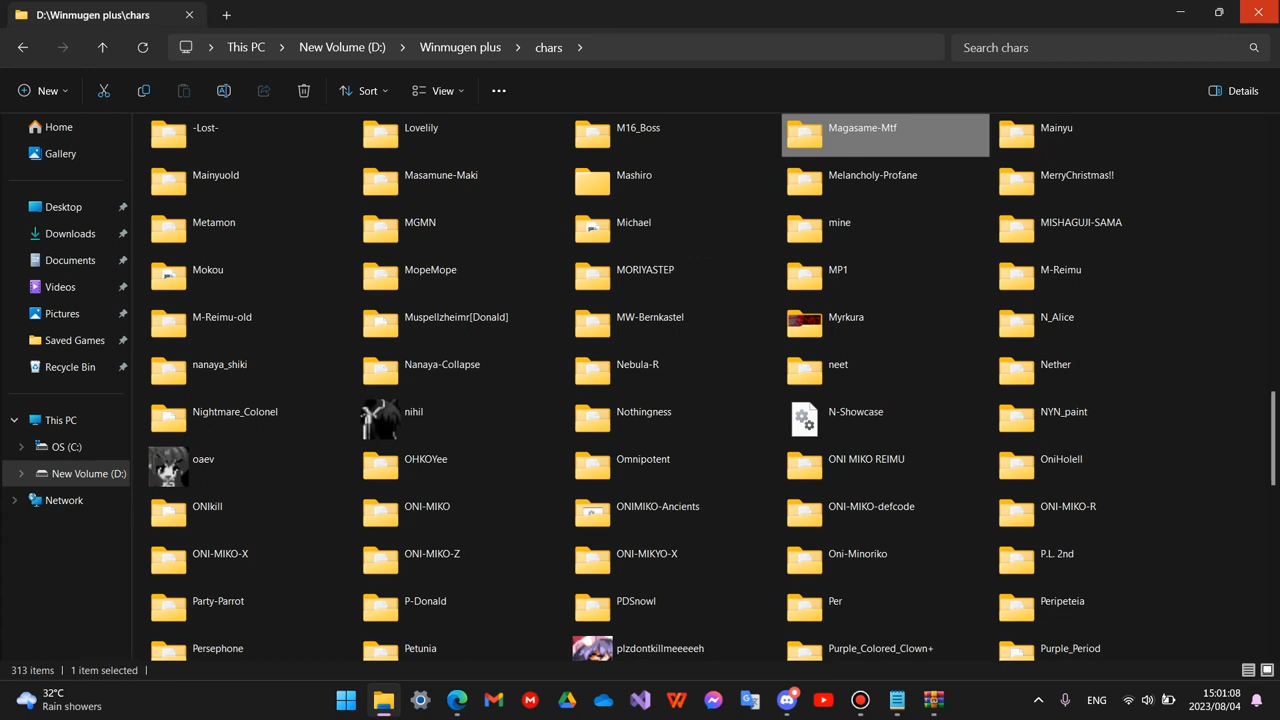 D:\Winmugen plus\chars
This PC
New Volume (D:)
Winmugen plus
chars
Search chars
New
Sort
View
Details
Home
Gallery
Desktop
Downloads
Documents
Videos
Pictures
Saved Games
Recycle Bin
This PC
OS (C:)
New Volume (D:)
Network
-Lost-
Lovelily
M16_Boss
Magasame-Mtf
Mainyu
Mainyuold
Masamune-Maki
Mashiro
Melancholy-Profane
MerryChristmas!!
Metamon
MGMN
Michael
mine
MISHAGUJI-SAMA
Mokou
MopeMope
MORIYASTEP
MP1
M-Reimu
M-Reimu-old
Muspellzheimr[Donald]
MW-Bernkastel
Myrkura
N_Alice
nanaya_shiki
Nanaya-Collapse
Nebula-R
neet
Nether
Nightmare_Colonel
nihil
Nothingness
N-Showcase
NYN_paint
oaev
OHKOYee
Omnipotent
ONI MIKO REIMU
OniHolell
ONIkill
ONI-MIKO
ONIMIKO-Ancients
ONI-MIKO-defcode
ONI-MIKO-R
ONI-MIKO-X
ONI-MIKO-Z
ONI-MIKYO-X
Oni-Minoriko
P.L. 2nd
Party-Parrot
P-Donald
PDSnowl
Per
Peripeteia
Persephone
Petunia
plzdontkillmeeeeeh
Purple_Colored_Clown+
Purple_Period
313 items
1 item selected
32°C
Rain showers
ENG
15:01:08
2023/08/04